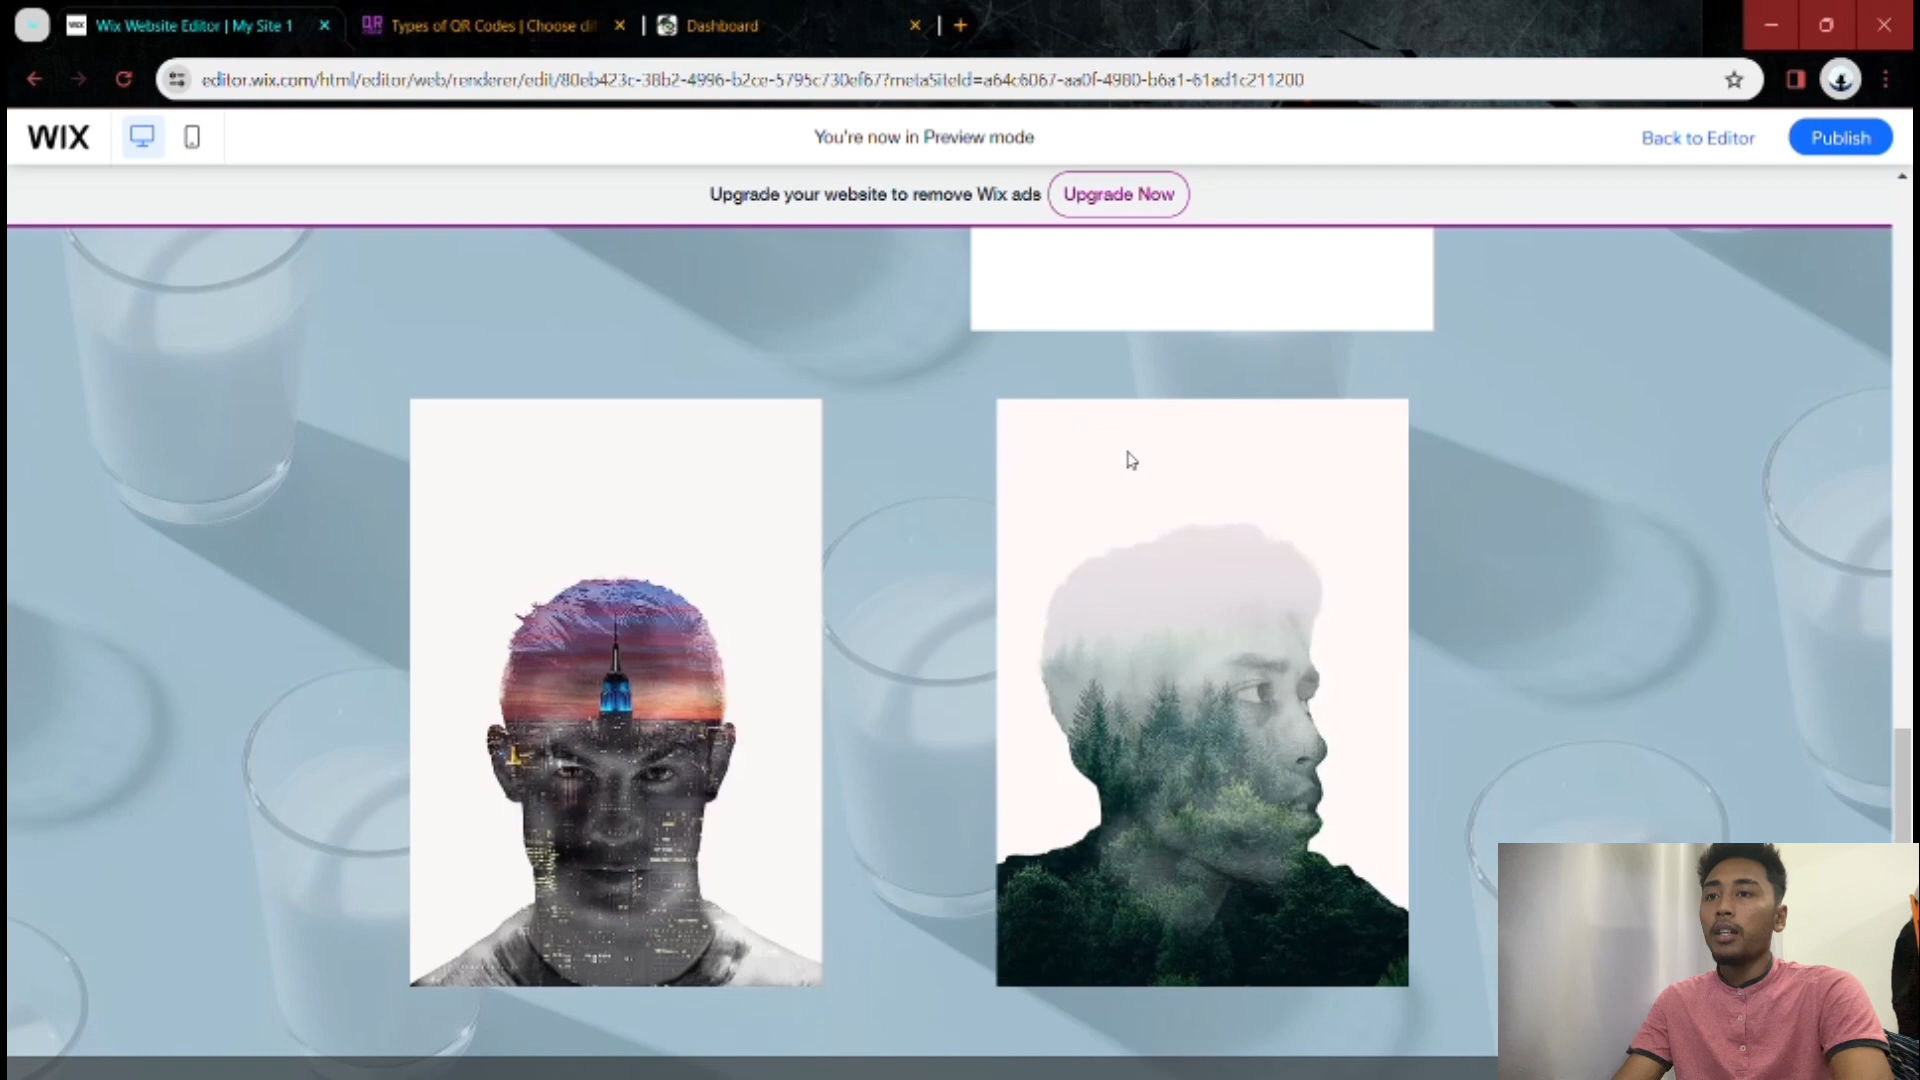 Wix Website Editor | My Site 1
Types of QR Codes | Choose di
Dashboard
editor.wix.com/html/editor/web/renderer/edit/80eb423c-38b2-4996-b2ce-5795c730ef67?metaSiteId=a64c6067-aa0f-4980-b6a1-61ad1c211200
WIX
You're now in Preview mode
Back to Editor
Publish
Upgrade your website to remove Wix ads
Upgrade Now